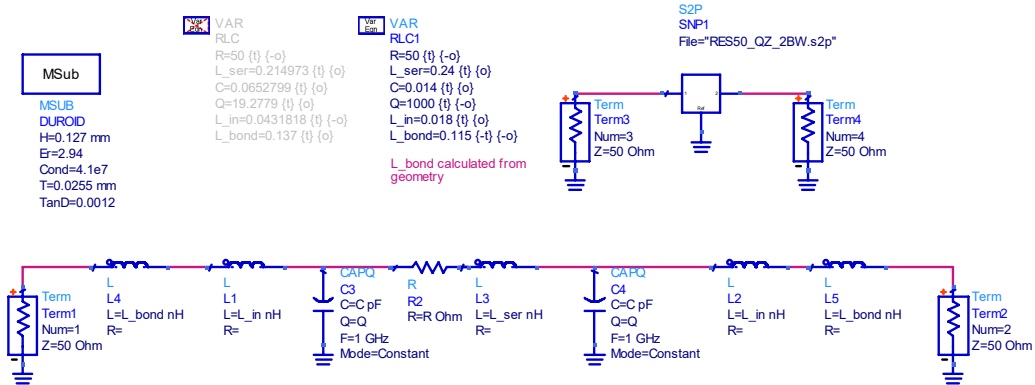 Var
Eqn
VAR
RLC
R=50 {t} {-o}
L_ser=0.214973 {t} {o}
C=0.0652799 {t} {o}
Q=19.2779 {t} {o}
L_in=0.0431818 {t} {-o}
L_bond=0.137 {t} {o}
Var
Eqn
VAR
RLC1
R=50 {t} {-o}
L_ser=0.24 {t} {o}
C=0.014 {t} {o}
Q=1000 {t} {-o}
L_in=0.018 {t} {o}
L_bond=0.115 {-t} {-o}
L_bond calculated from
geometry
S2P
SNP1
File="RES50_QZ_2BW.s2p"
MSub
MSUB
DUROID
H=0.127 mm
Er=2.94
Cond=4.1e7
T=0.0255 mm
TanD=0.0012
Term
Term3
Num=3
Z=50 Ohm
1
2
Ref
Term
Term4
Num=4
Z=50 Ohm
Term
Term1
Num=1
Z=50 Ohm
L
L4
L=L_bond nH
R=
L
L1
L=L_in nH
R=
CAPQ
C3
C=C pF
Q=Q
F=1 GHz
Mode=Constant
R
R2
R=R Ohm
L
L3
L=L_ser nH
R=
CAPQ
C4
C=C pF
Q=Q
F=1 GHz
Mode=Constant
L
L2
L=L_in nH
R=
L
L5
L=L_bond nH
R=
Term
Term2
Num=2
Z=50 Ohm